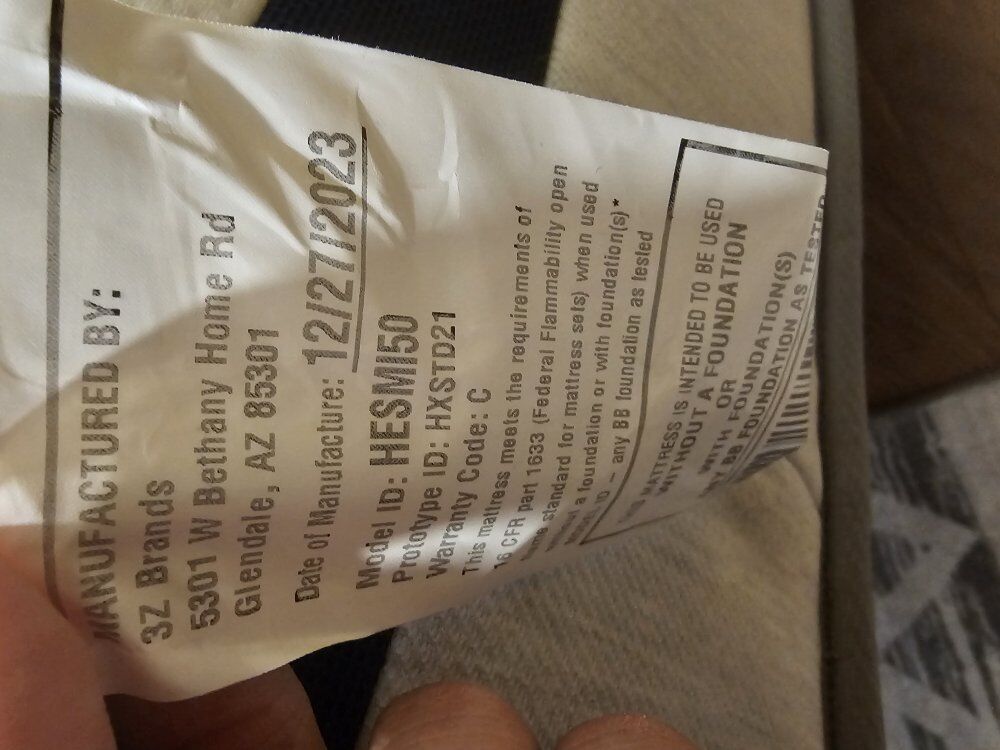 MANUFACTURED BY:
3Z Brands
5301 W Bethany Home Rd
Glendale, AZ 85301
Date of Manufacture: 12/27/2023
Model ID: HESMI50
Prototype ID: HXSTD21
Warranty Code: C
This mattress meets the requirements of
16 CFR part 1633 (Federal Flammability open
standard for mattress sets) when used
a foundation or with foundation(s)*
ID – any BB foundation as tested
MATTRESS IS INTENDED TO BE USED
WITHOUT A FOUNDATION
OR
WITH FOUNDATION(S)
BB FOUNDATION AS TESTED